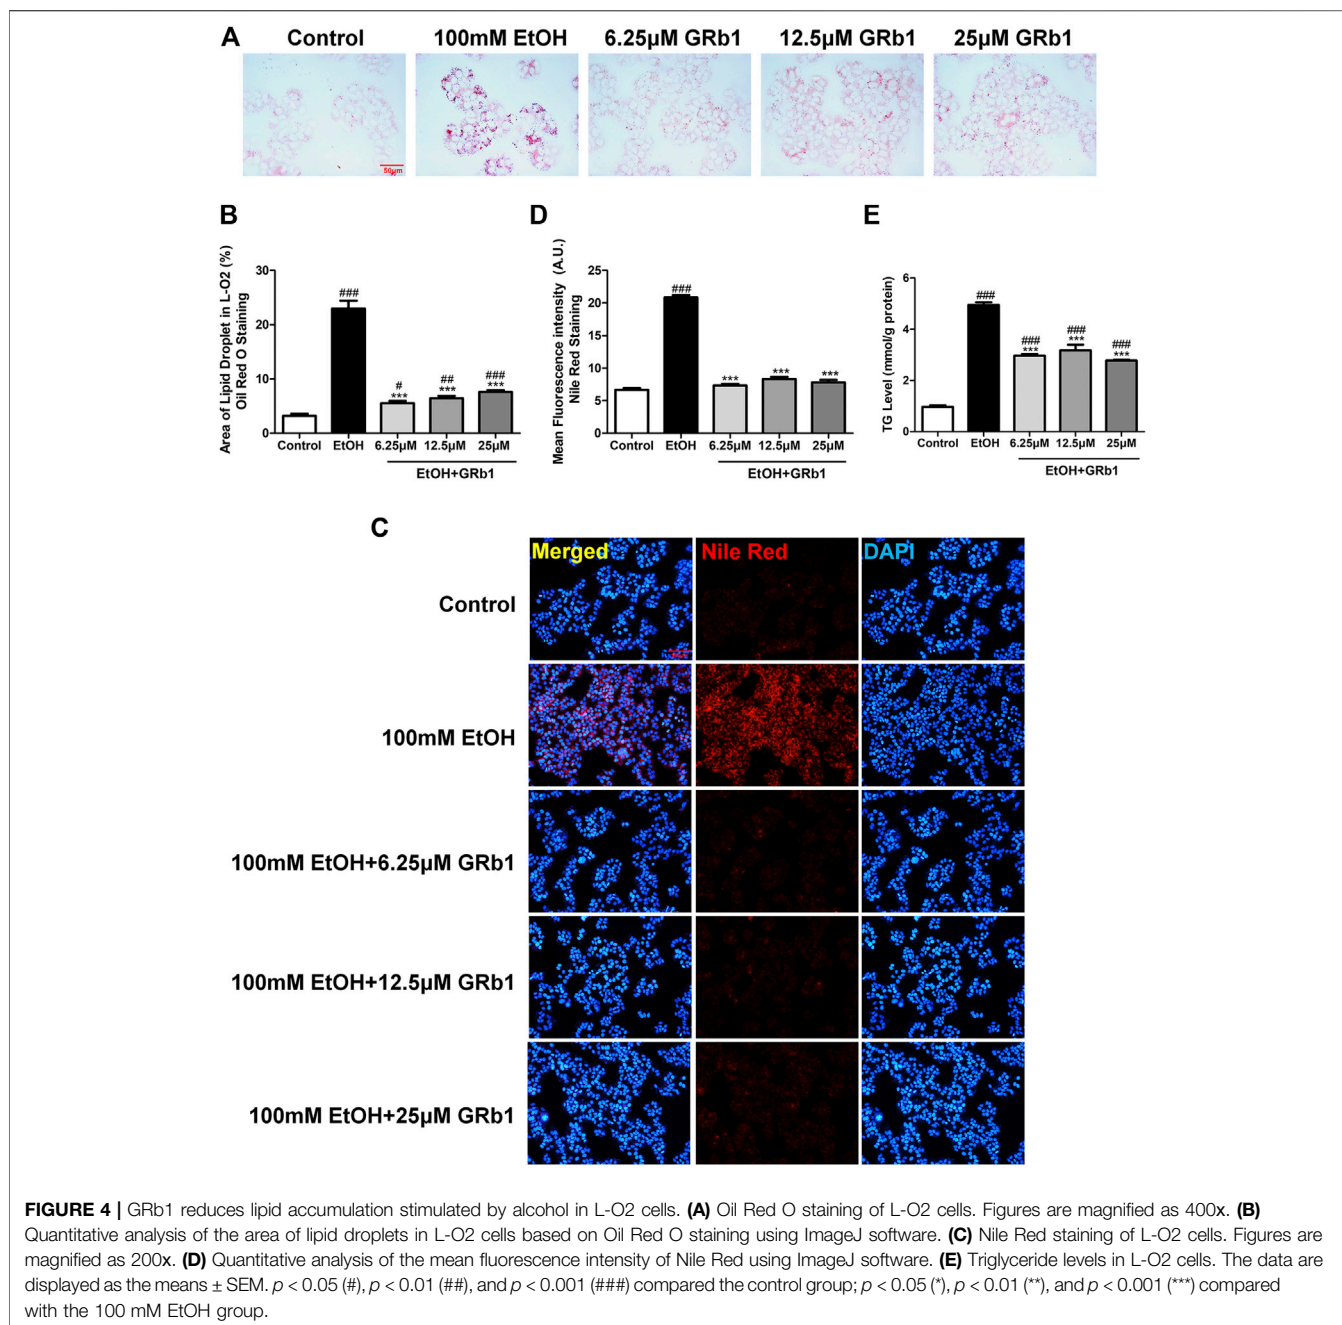 A
Control
100mM EtOH
6.25μM GRb1
12.5μM GRb1
25μM GRb1
50μm
B
Area of Lipid Droplet in L-O2 (%)
Oil Red O Staining
30
20
10
0
###
#
***
##
***
###
***
Control
EtOH
6.25μM
12.5μM
25μM
EtOH+GRb1
D
Mean Fluorescence intensity (A.U.)
Nile Red Staining
25
20
15
10
5
0
###
***
***
***
Control
EtOH
6.25μM
12.5μM
25μM
EtOH+GRb1
E
TG Level (mmol/g protein)
6
4
2
0
###
###
***
###
***
###
***
Control
EtOH
6.25μM
12.5μM
25μM
EtOH+GRb1
C
Merged
Nile Red
DAPI
Control
100mM EtOH
100mM EtOH+6.25μM GRb1
100mM EtOH+12.5μM GRb1
100mM EtOH+25μM GRb1
FIGURE 4 | GRb1 reduces lipid accumulation stimulated by alcohol in L-O2 cells. (A) Oil Red O staining of L-O2 cells. Figures are magnified as 400x. (B)
Quantitative analysis of the area of lipid droplets in L-O2 cells based on Oil Red O staining using ImageJ software. (C) Nile Red staining of L-O2 cells. Figures are
magnified as 200x. (D) Quantitative analysis of the mean fluorescence intensity of Nile Red using ImageJ software. (E) Triglyceride levels in L-O2 cells. The data are
displayed as the means ± SEM. p < 0.05 (#), p < 0.01 (##), and p < 0.001 (###) compared the control group; p < 0.05 (*), p < 0.01 (**), and p < 0.001 (***) compared
with the 100 mM EtOH group.